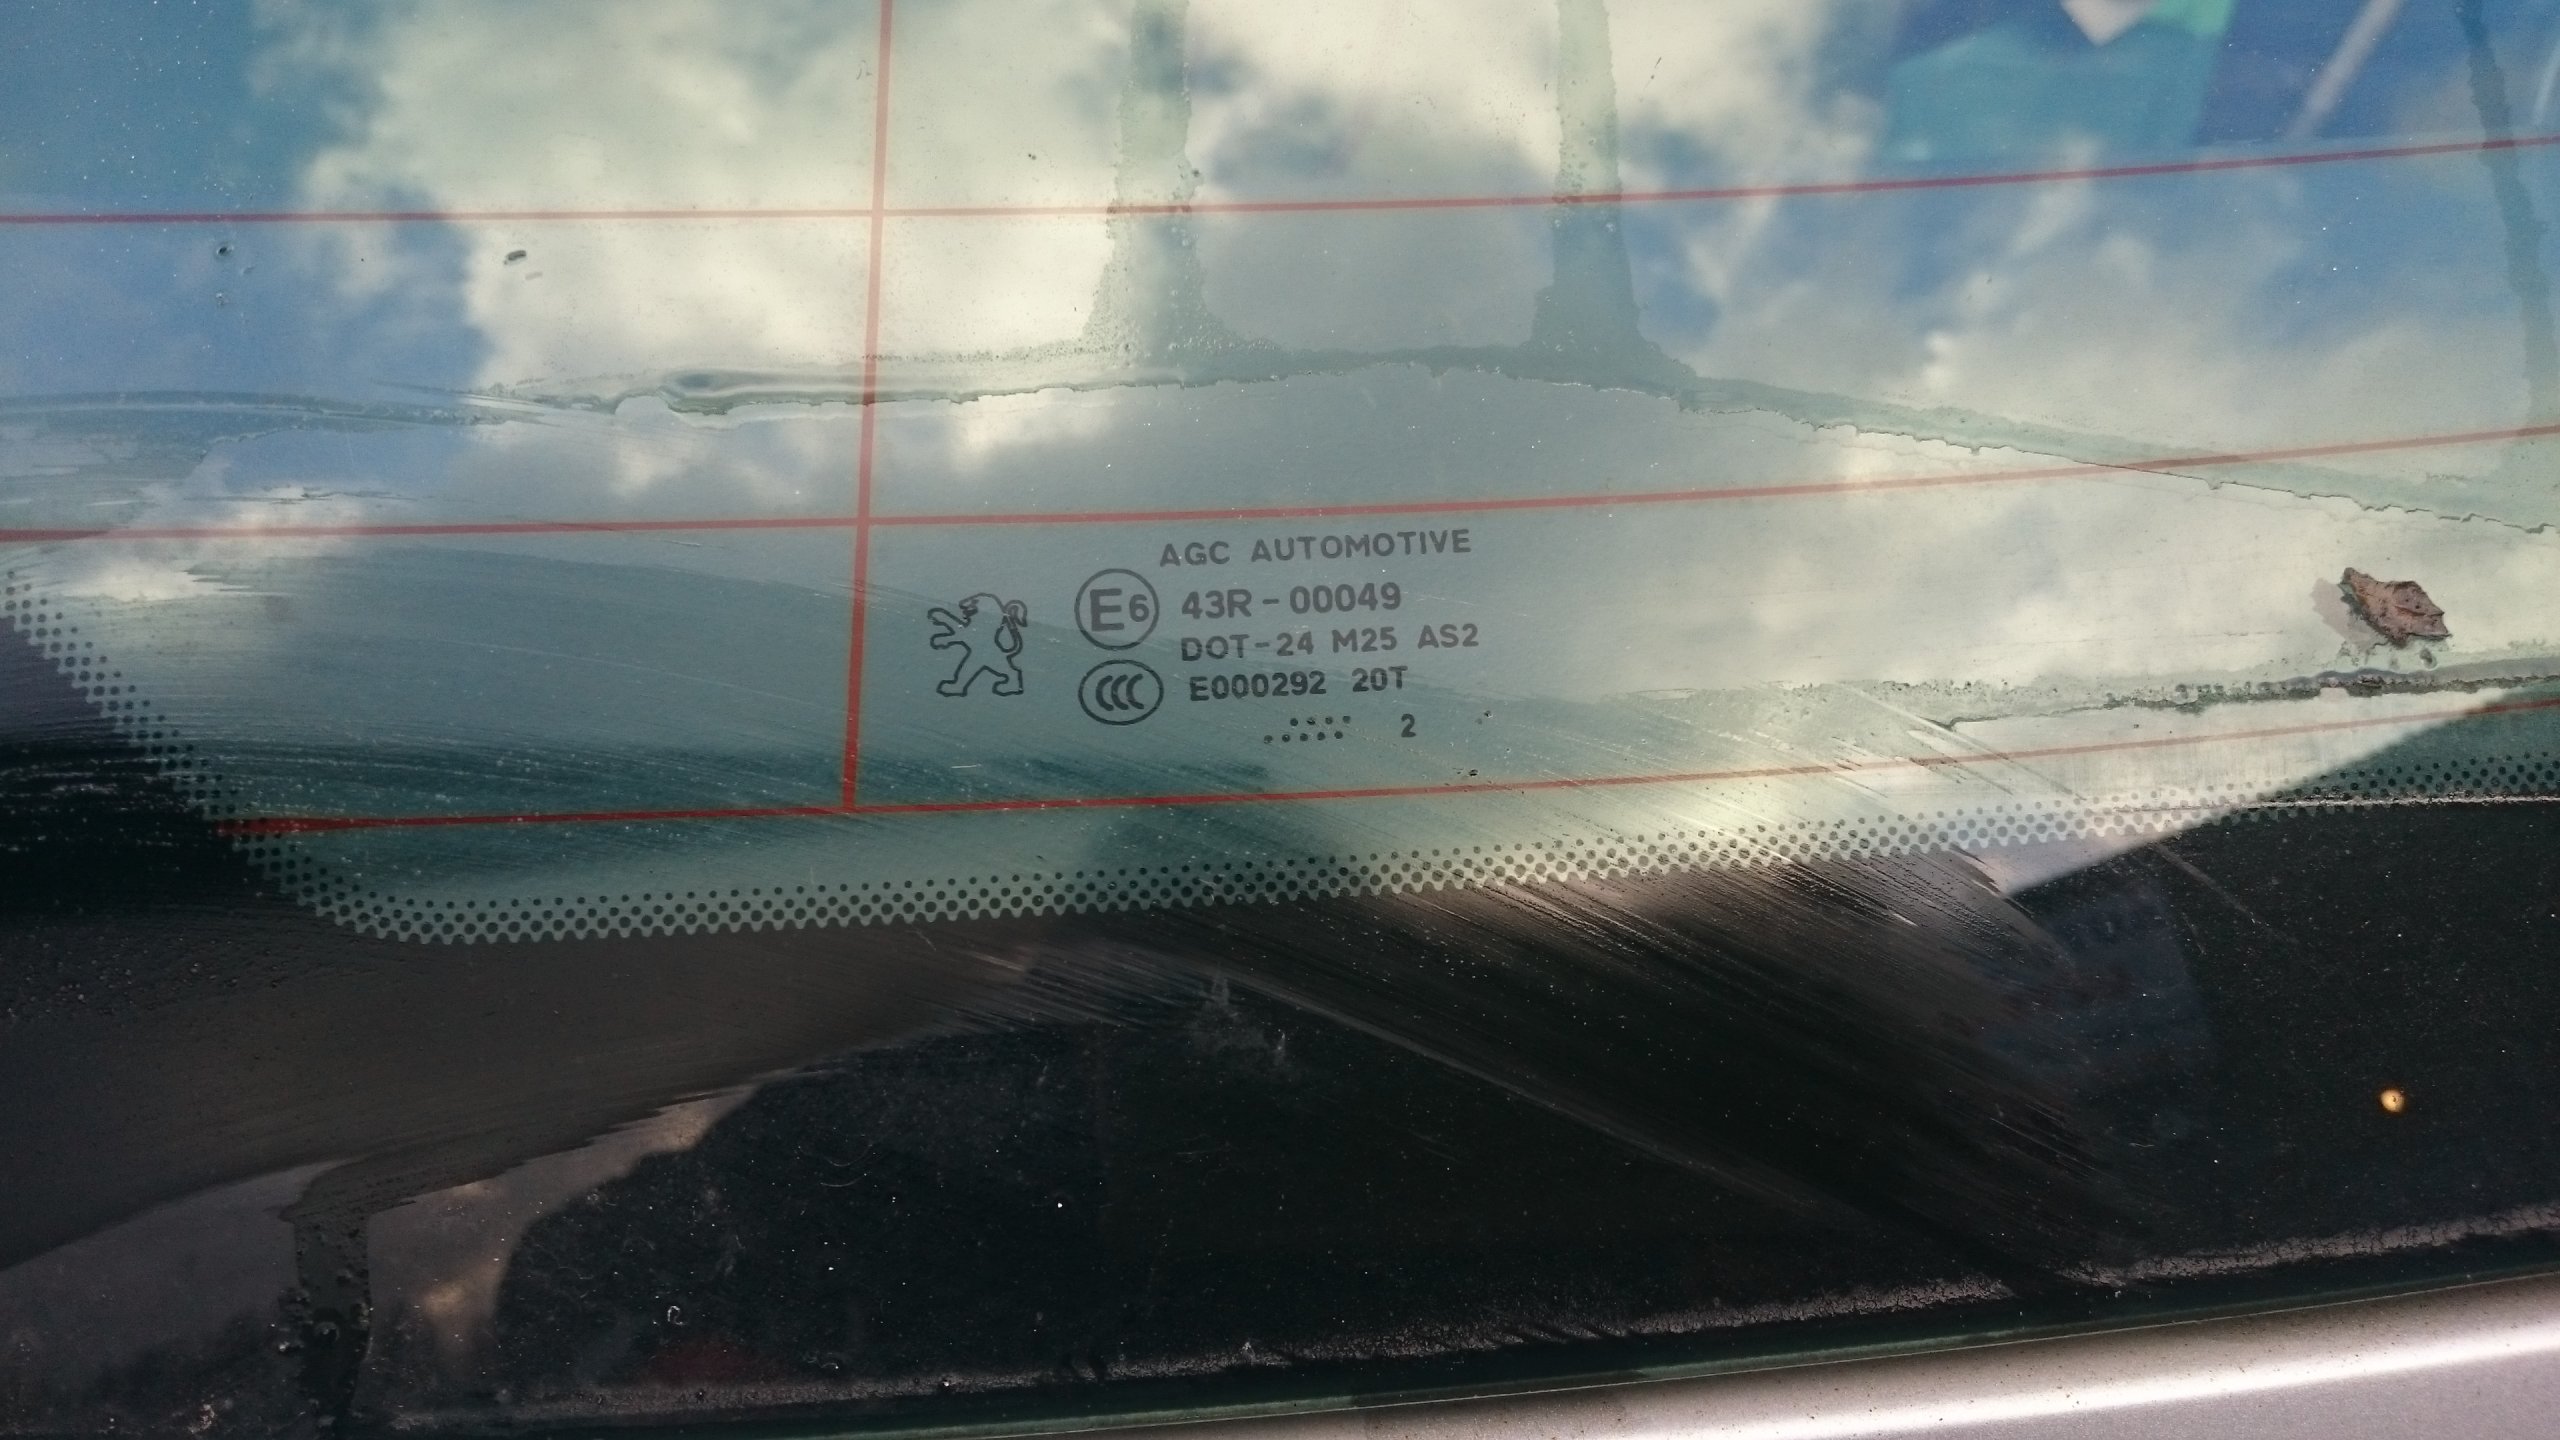 AGC AUTOMOTIVE
E6 43R-00049
DOT-24 M25 AS2
CCC E000292 20T
2